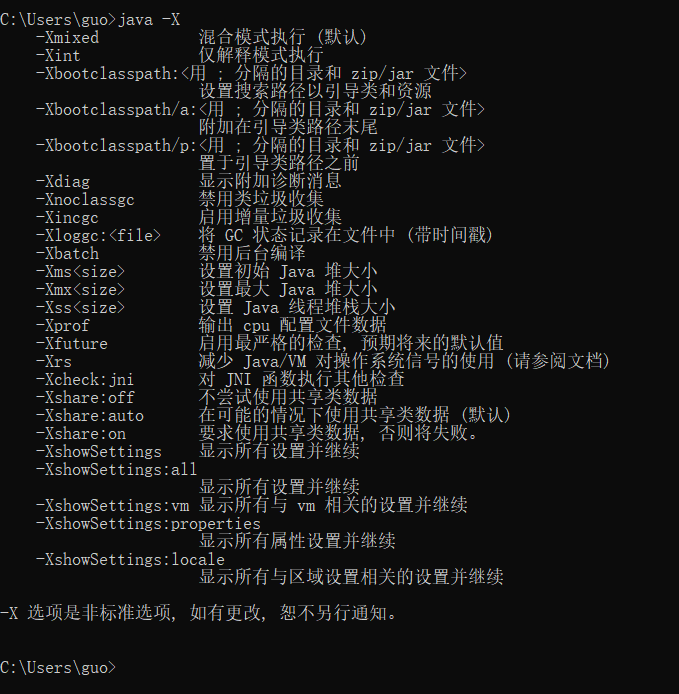 C:\Users\guo>java -X
    -Xmixed           混合模式执行 (默认)
    -Xint             仅解释模式执行
    -Xbootclasspath:<用 ; 分隔的目录和 zip/jar 文件>
                      设置搜索路径以引导类和资源
    -Xbootclasspath/a:<用 ; 分隔的目录和 zip/jar 文件>
                      附加在引导类路径末尾
    -Xbootclasspath/p:<用 ; 分隔的目录和 zip/jar 文件>
                      置于引导类路径之前
    -Xdiag            显示附加诊断消息
    -Xnoclassgc       禁用类垃圾收集
    -Xincgc           启用增量垃圾收集
    -Xloggc:<file>    将 GC 状态记录在文件中 (带时间戳)
    -Xbatch           禁用后台编译
    -Xms<size>        设置初始 Java 堆大小
    -Xmx<size>        设置最大 Java 堆大小
    -Xss<size>        设置 Java 线程堆栈大小
    -Xprof            输出 cpu 配置文件数据
    -Xfuture          启用最严格的检查, 预期将来的默认值
    -Xrs              减少 Java/VM 对操作系统信号的使用 (请参阅文档)
    -Xcheck:jni       对 JNI 函数执行其他检查
    -Xshare:off       不尝试使用共享类数据
    -Xshare:auto      在可能的情况下使用共享类数据 (默认)
    -Xshare:on        要求使用共享类数据, 否则将失败。
    -XshowSettings    显示所有设置并继续
    -XshowSettings:all
                      显示所有设置并继续
    -XshowSettings:vm 显示所有与 vm 相关的设置并继续
    -XshowSettings:properties
                      显示所有属性设置并继续
    -XshowSettings:locale
                      显示所有与区域设置相关的设置并继续
-X 选项是非标准选项, 如有更改, 恕不另行通知。
C:\Users\guo>